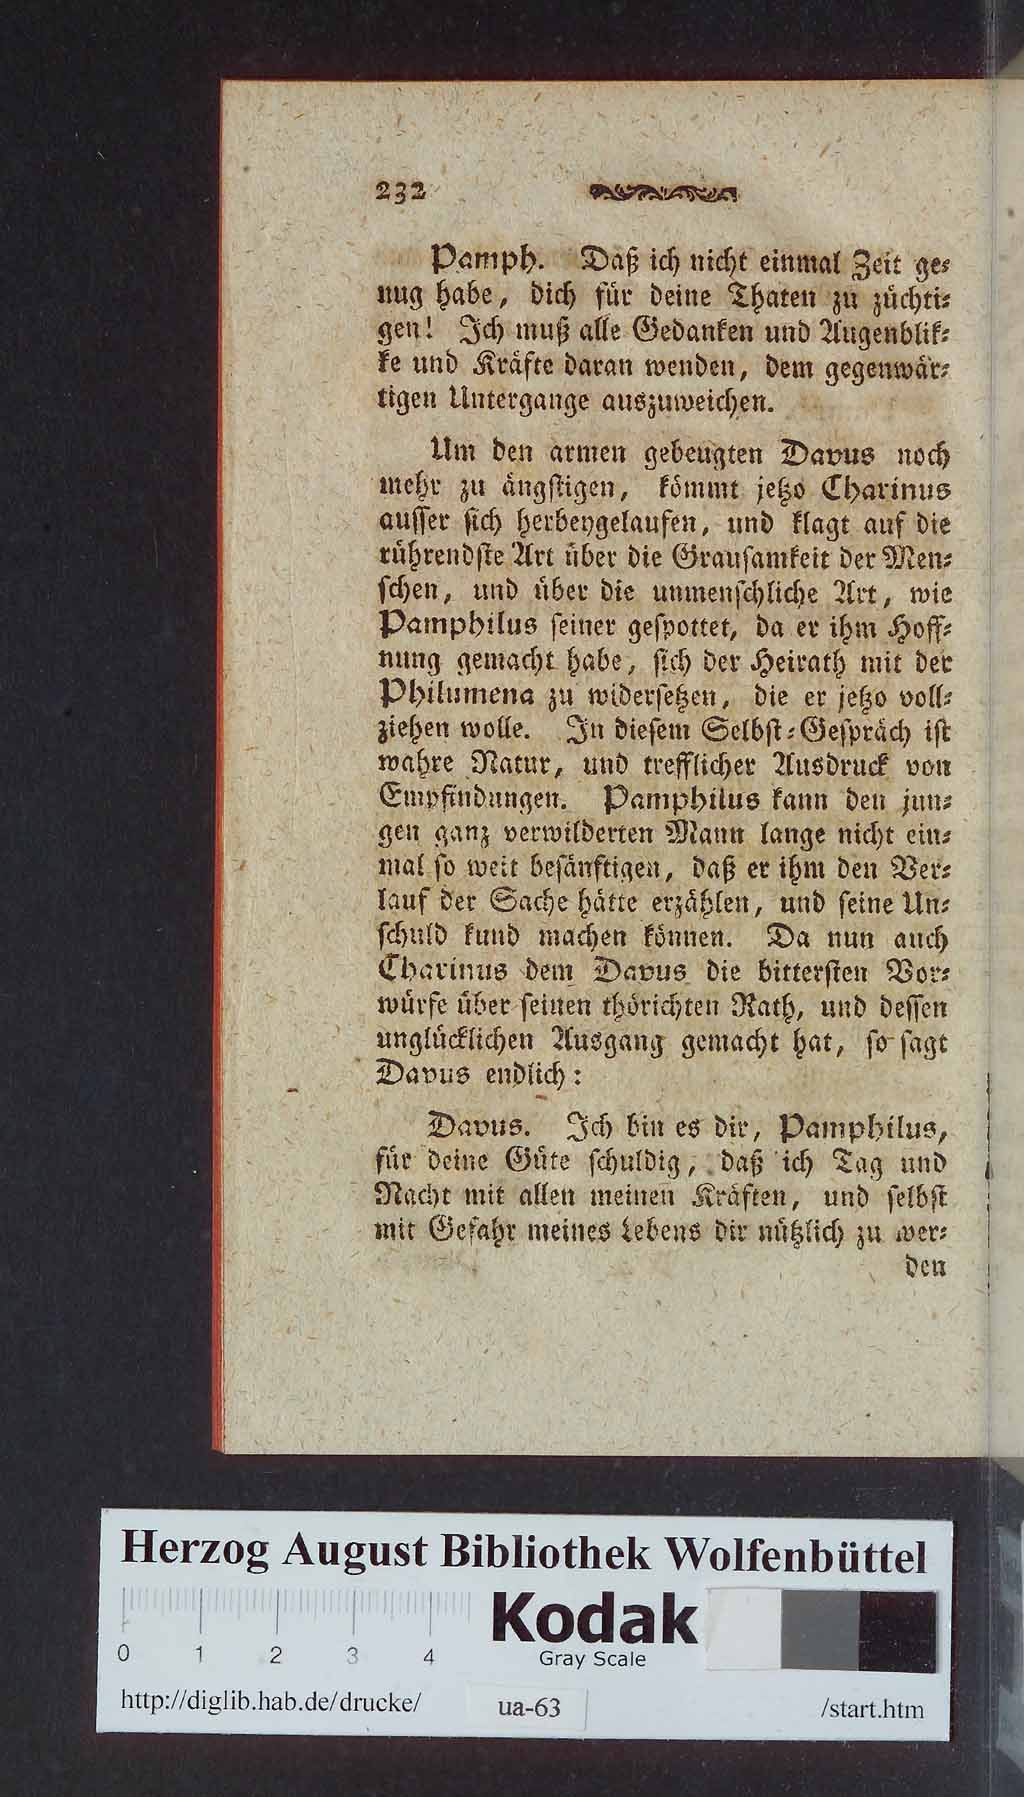 232
Pamph. Daß ich nicht einmal Zeit ge-
nug habe, dich für deine Thaten zu züchti-
gen! Ich muß alle Gedanken und Augenblik-
ke und Kräfte daran wenden, dem gegenwär-
tigen Untergange auszuweichen.
Um den armen gebeugten Davus noch
mehr zu ängstigen, kömmt jetzo Charinus
ausser sich herbeygelaufen, und klagt auf die
rührendste Art über die Grausamkeit der Men-
schen, und über die unmenschliche Art, wie
Pamphilus seiner gespottet, da er ihm Hoff-
nung gemacht habe, sich der Heirath mit der
Philumena zu widersetzen, die er jetzo voll-
ziehen wolle. In diesem Selbst-Gespräch ist
wahre Natur, und trefflicher Ausdruck von
Empfindungen. Pamphilus kann den jun-
gen ganz verwilderten Mann lange nicht ein-
mal so weit besänftigen, daß er ihm den Ver-
lauf der Sache hätte erzählen, und seine Un-
schuld kund machen können. Da nun auch
Charinus dem Davus die bittersten Vor-
würfe über seinen thörichten Rath, und dessen
unglücklichen Ausgang gemacht hat, so sagt
Davus endlich:
Davus. Ich bin es dir, Pamphilus,
für deine Güte schuldig, daß ich Tag und
Nacht mit allen meinen Kräften, und selbst
mit Gefahr meines Lebens dir nützlich zu wer-
den
Herzog August Bibliothek Wolfenbüttel
0 1 2 3 4
Kodak
Gray Scale
http://diglib.hab.de/drucke/ ua-63 /start.htm